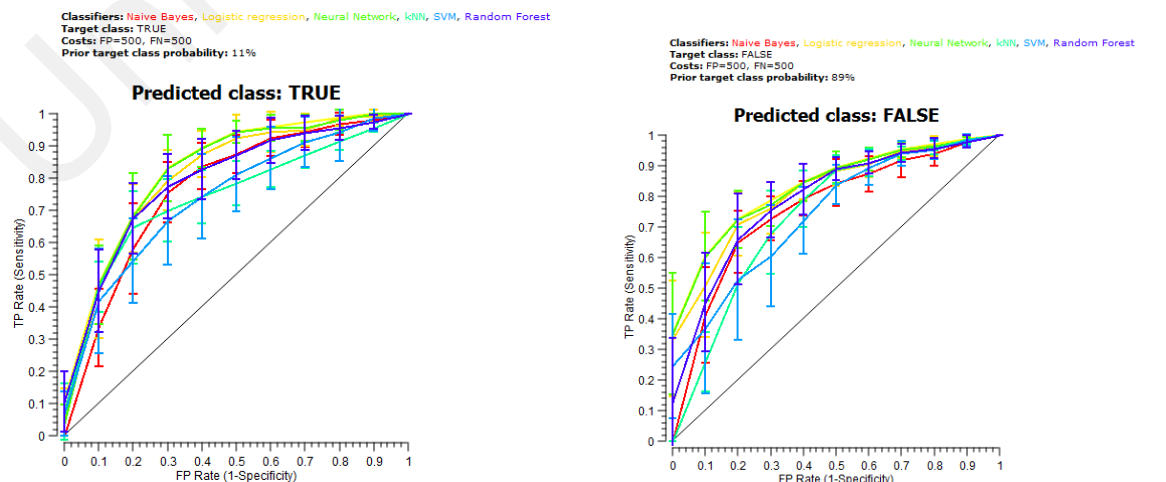 Classifiers: Naive Bayes, Logistic regression, Neural Network, kNN, SVM, Random Forest
Target class: TRUE
Costs: FP=500, FN=500
Prior target class probability: 11%
Predicted class: TRUE
1
0.9
0.8
0.7
0.6
0.5
0.4
0.3
0.2
0.1
0
TP Rate (Sensitivity)
0 0.1 0.2 0.3 0.4 0.5 0.6 0.7 0.8 0.9 1
FP Rate (1-Specificity)
Classifiers: Naive Bayes, Logistic regression, Neural Network, kNN, SVM, Random Forest
Target class: FALSE
Costs: FP=500, FN=500
Prior target class probability: 89%
Predicted class: FALSE
1
0.9
0.8
0.7
0.6
0.5
0.4
0.3
0.2
0.1
0
TP Rate (Sensitivity)
0 0.1 0.2 0.3 0.4 0.5 0.6 0.7 0.8 0.9 1
FP Rate (1-Specificity)